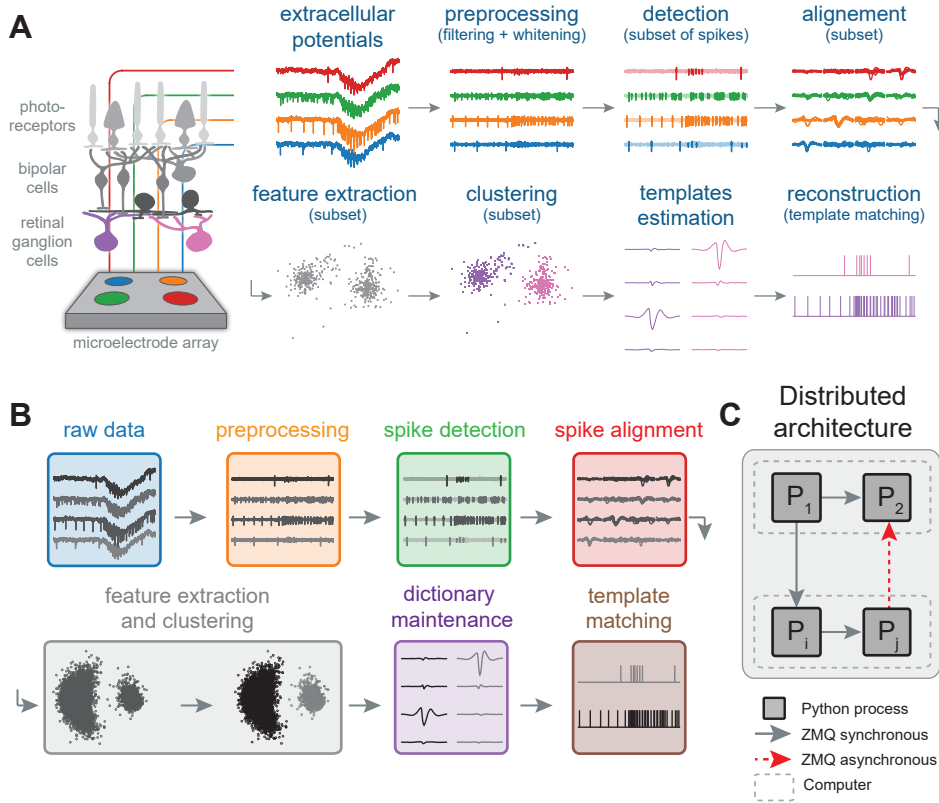 A
extracellular
potentials
preprocessing
(filtering + whitening)
detection
(subset of spikes)
alignement
(subset)
photo-
receptors
bipolar
cells
retinal
ganglion
cells
microelectrode array
feature extraction
(subset)
clustering
(subset)
templates
estimation
reconstruction
(template matching)
B
raw data
preprocessing
spike detection
spike alignment
feature extraction
and clustering
dictionary
maintenance
template
matching
C
Distributed
architecture
P1
P2
Pi
Pj
Python process
ZMQ synchronous
ZMQ asynchronous
Computer